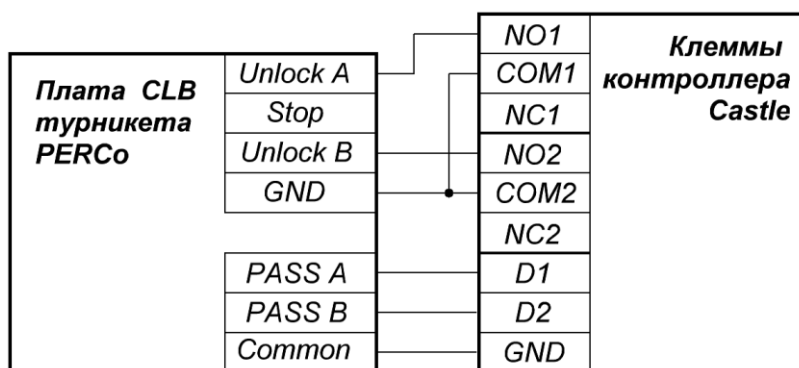 Плата CLB
турникета
PERCo
Unlock A
Stop
Unlock B
GND
PASS A
PASS B
Common
NO1
COM1
NC1
NO2
COM2
NC2
D1
D2
GND
Клеммы
контроллера
Castle